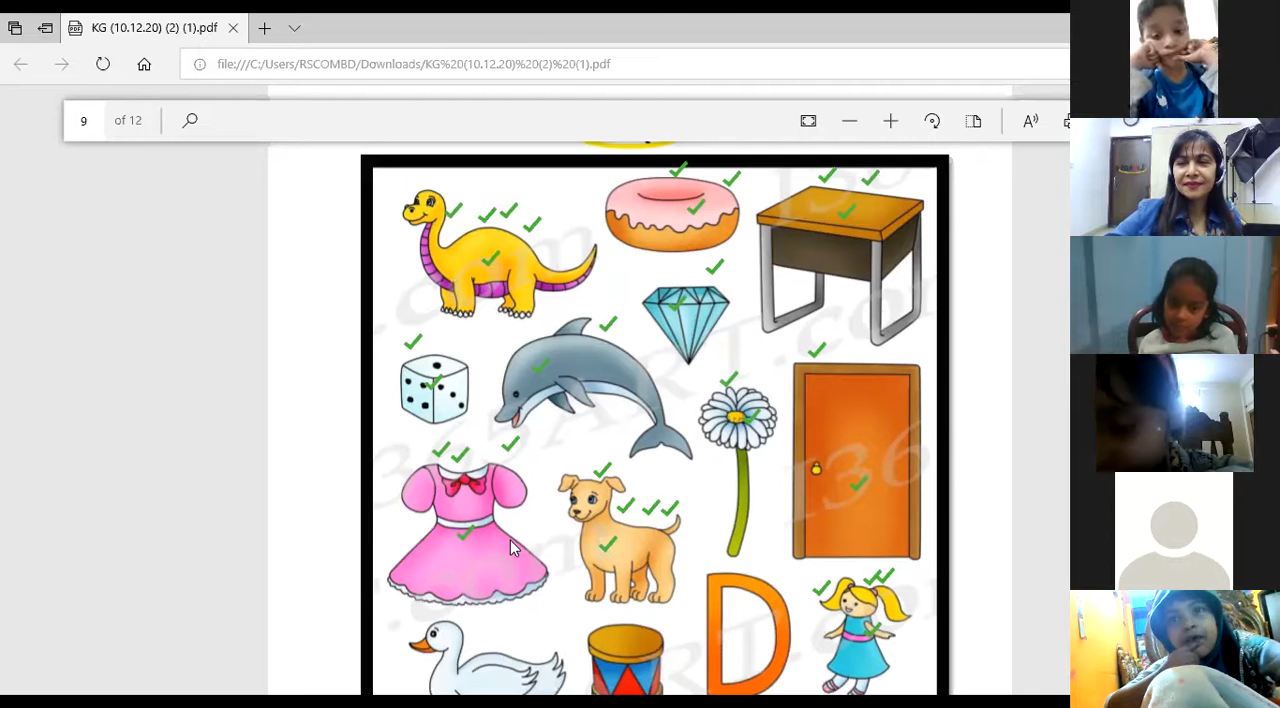 KG (10.12.20) (2) (1).pdf
file:///C:/Users/RSCOMBD/Downloads/KG%20(10.12.20)%20(2)%20(1).pdf
9 of 12
D